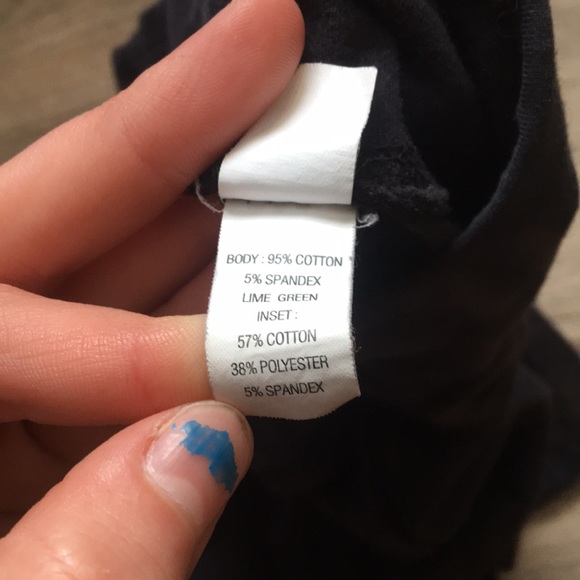 BODY : 95% COTTON
5% SPANDEX
LIME GREEN
INSET :
57% COTTON
38% POLYESTER
5% SPANDEX